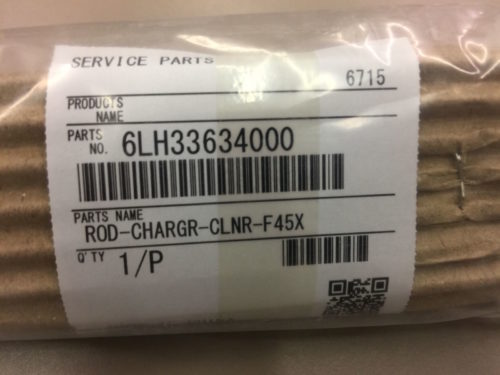 SERVICE PARTS
6715
PRODUCTS
NAME
PARTS
NO. 6LH33634000
PARTS NAME
ROD-CHARGR-CLNR-F45X
Q'TY 1/P